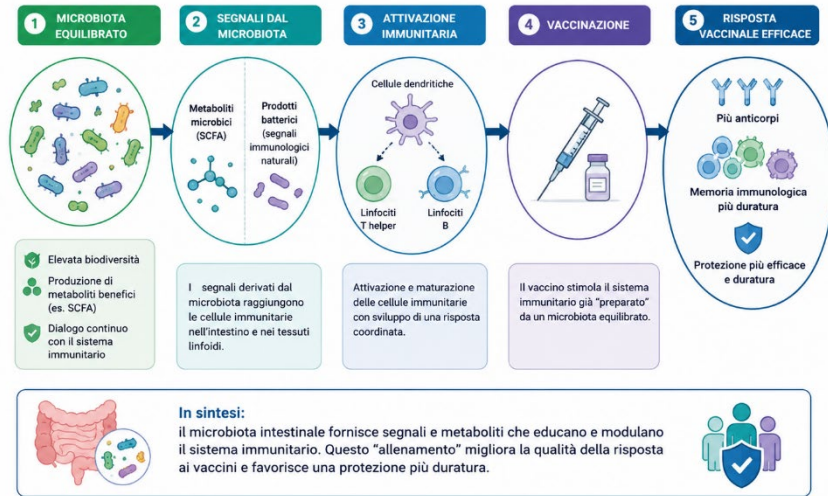 1 MICROBIOTA
EQUILIBRATO
2 SEGNALI DAL
MICROBIOTA
3 ATTIVAZIONE
IMMUNITARIA
4 VACCINAZIONE
5 RISPOSTA
VACCINALE EFFICACE
Metaboliti
microbici
(SCFA)
Prodotti
batterici
(segnali
immunologici
naturali)
Cellule dendritiche
Linfociti
T helper
Linfociti
B
Più anticorpi
Memoria immunologica
più duratura
Protezione più efficace
e duratura
Elevata biodiversità
Produzione di
metaboliti benefici
(es. SCFA)
Dialogo continuo
con il sistema
immunitario
I segnali derivati dal
microbiota raggiungono
le cellule immunitarie
nell'intestino e nei tessuti
linfoidi.
Attivazione e maturazione
delle cellule immunitarie
con sviluppo di una risposta
coordinata.
Il vaccino stimola il sistema
immunitario già "preparato"
da un microbiota equilibrato.
In sintesi:
il microbiota intestinale fornisce segnali e metaboliti che educano e modulano
il sistema immunitario. Questo "allenamento" migliora la qualità della risposta
ai vaccini e favorisce una protezione più duratura.